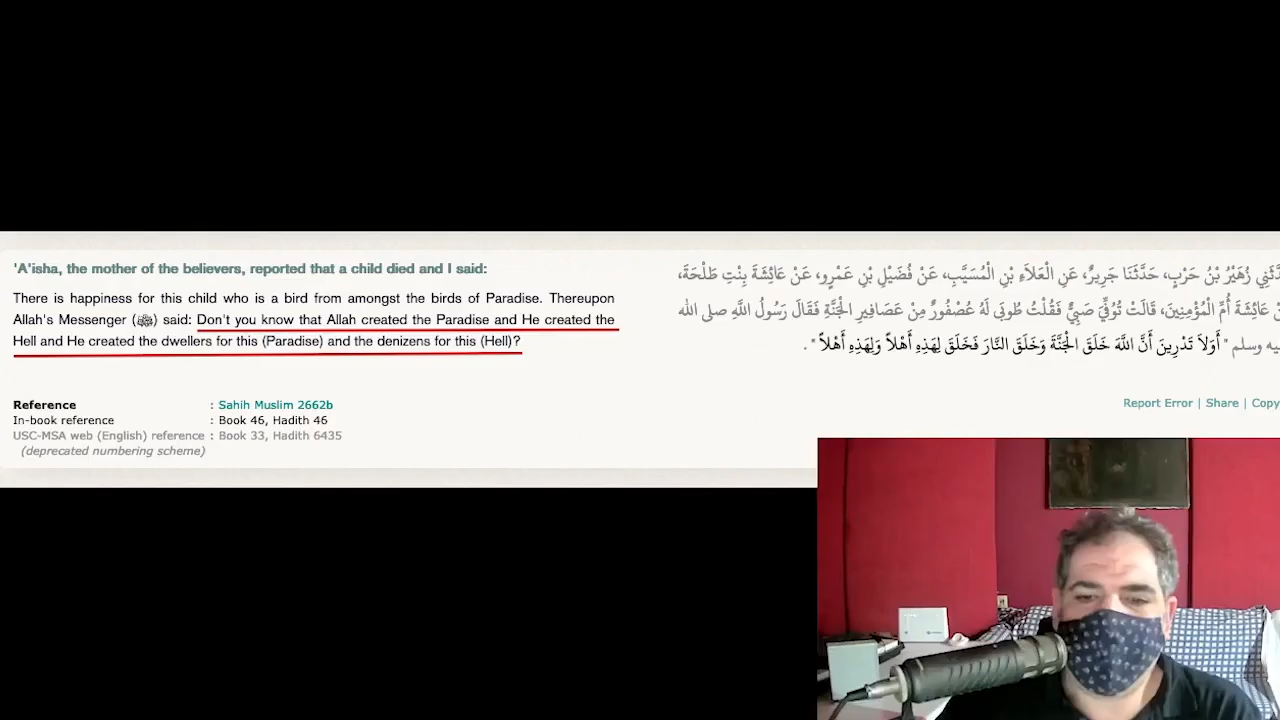 'A'isha, the mother of the believers, reported that a child died and I said:
There is happiness for this child who is a bird from amongst the birds of Paradise. Thereupon
Allah's Messenger (ﷺ) said: Don't you know that Allah created the Paradise and He created the
Hell and He created the dwellers for this (Paradise) and the denizens for this (Hell)?
زُهَيْرُ بْنُ حَرْبٍ، حَدَّثَنَا جَرِيرٌ، عَنِ الْعَلاَءِ بْنِ الْمُسَيَّبِ، عَنْ فُضَيْلِ بْنِ عَمْرٍو، عَنْ عَائِشَةَ بِنْتِ طَلْحَةَ،
عَائِشَةَ أُمِّ الْمُؤْمِنِينَ، قَالَتْ تُوُفِّيَ صَبِيٌّ فَقُلْتُ طُوبَى لَهُ عُصْفُورٌ مِنْ عَصَافِيرِ الْجَنَّةِ فَقَالَ رَسُولُ اللَّهِ صلى الله
وسلم " أَوَلاَ تَدْرِينَ أَنَّ اللَّهَ خَلَقَ الْجَنَّةَ وَخَلَقَ النَّارَ فَخَلَقَ لِهَذِهِ أَهْلاً وَلِهَذِهِ أَهْلاً " .
Reference : Sahih Muslim 2662b
In-book reference : Book 46, Hadith 46
USC-MSA web (English) reference : Book 33, Hadith 6435
(deprecated numbering scheme)
Report Error | Share | Copy